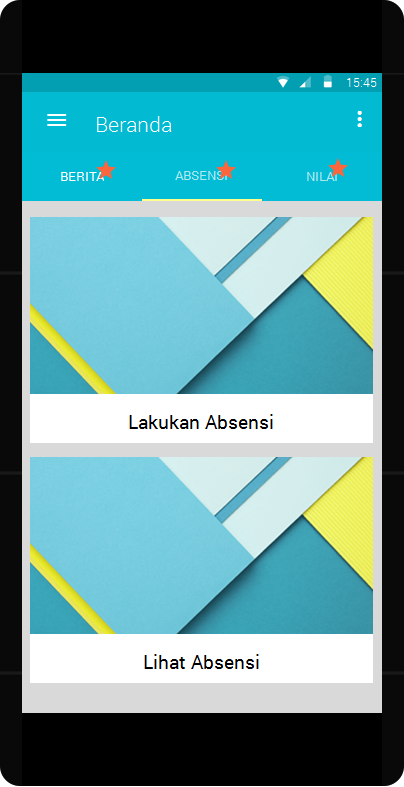 15:45
Beranda
BERITA ABSENSI NILAI
Lakukan Absensi
Lihat Absensi